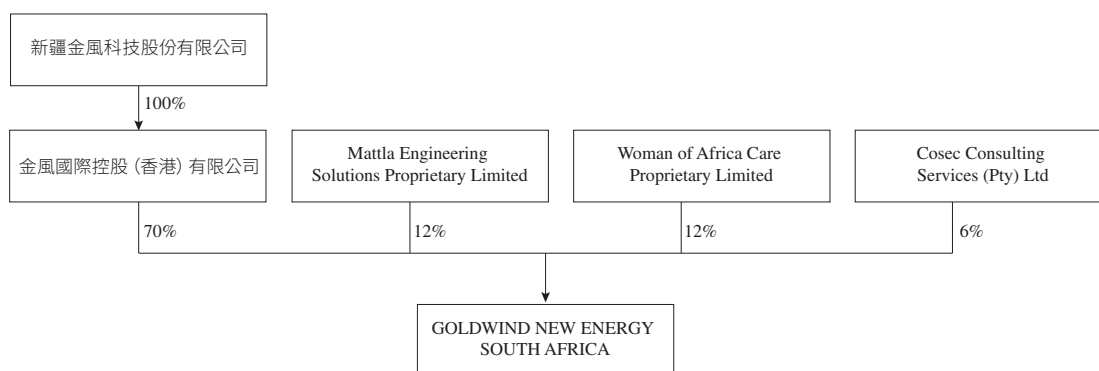 新疆金風科技股份有限公司
100%
金風國際控股（香港）有限公司
Mattla Engineering
Solutions Proprietary Limited
Woman of Africa Care
Proprietary Limited
Cosec Consulting
Services (Pty) Ltd
70%
12%
12%
6%
GOLDWIND NEW ENERGY
SOUTH AFRICA